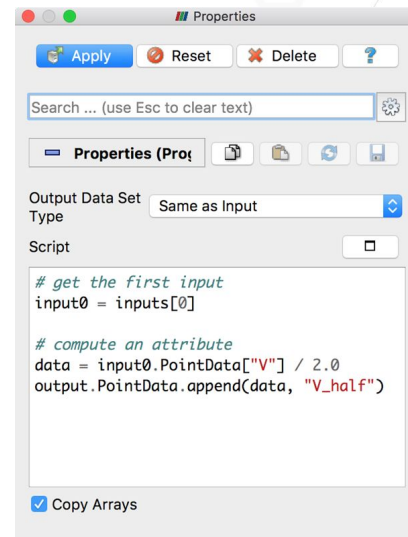 Properties
Apply Reset Delete ?
Search ... (use Esc to clear text)
Properties (Prog
Output Data Set
Type
Same as Input
Script
# get the first input
input0 = inputs[0]
# compute an attribute
data = input0.PointData["V"] / 2.0
output.PointData.append(data, "V_half")
Copy Arrays